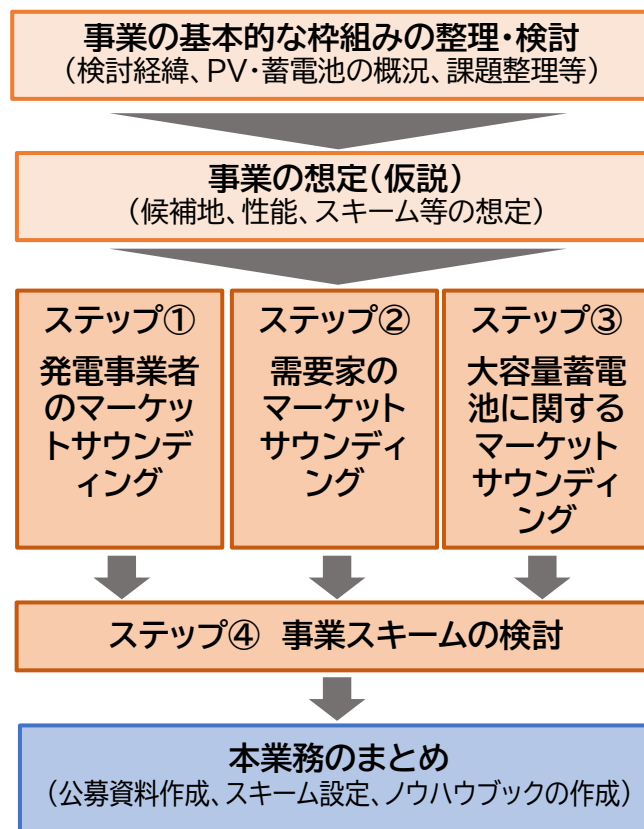 事業の基本的な枠組みの整理・検討
（検討経緯、PV・蓄電池の概況、課題整理等）
事業の想定（仮説）
（候補地、性能、スキーム等の想定）
ステップ①
発電事業者
のマーケッ
トサウンデ
ィング
ステップ②
需要家の
マーケット
サウンディ
ング
ステップ③
大容量蓄電
池に関する
マーケット
サウンディ
ング
ステップ④ 事業スキームの検討
本業務のまとめ
（公募資料作成、スキーム設定、ノウハウブックの作成）